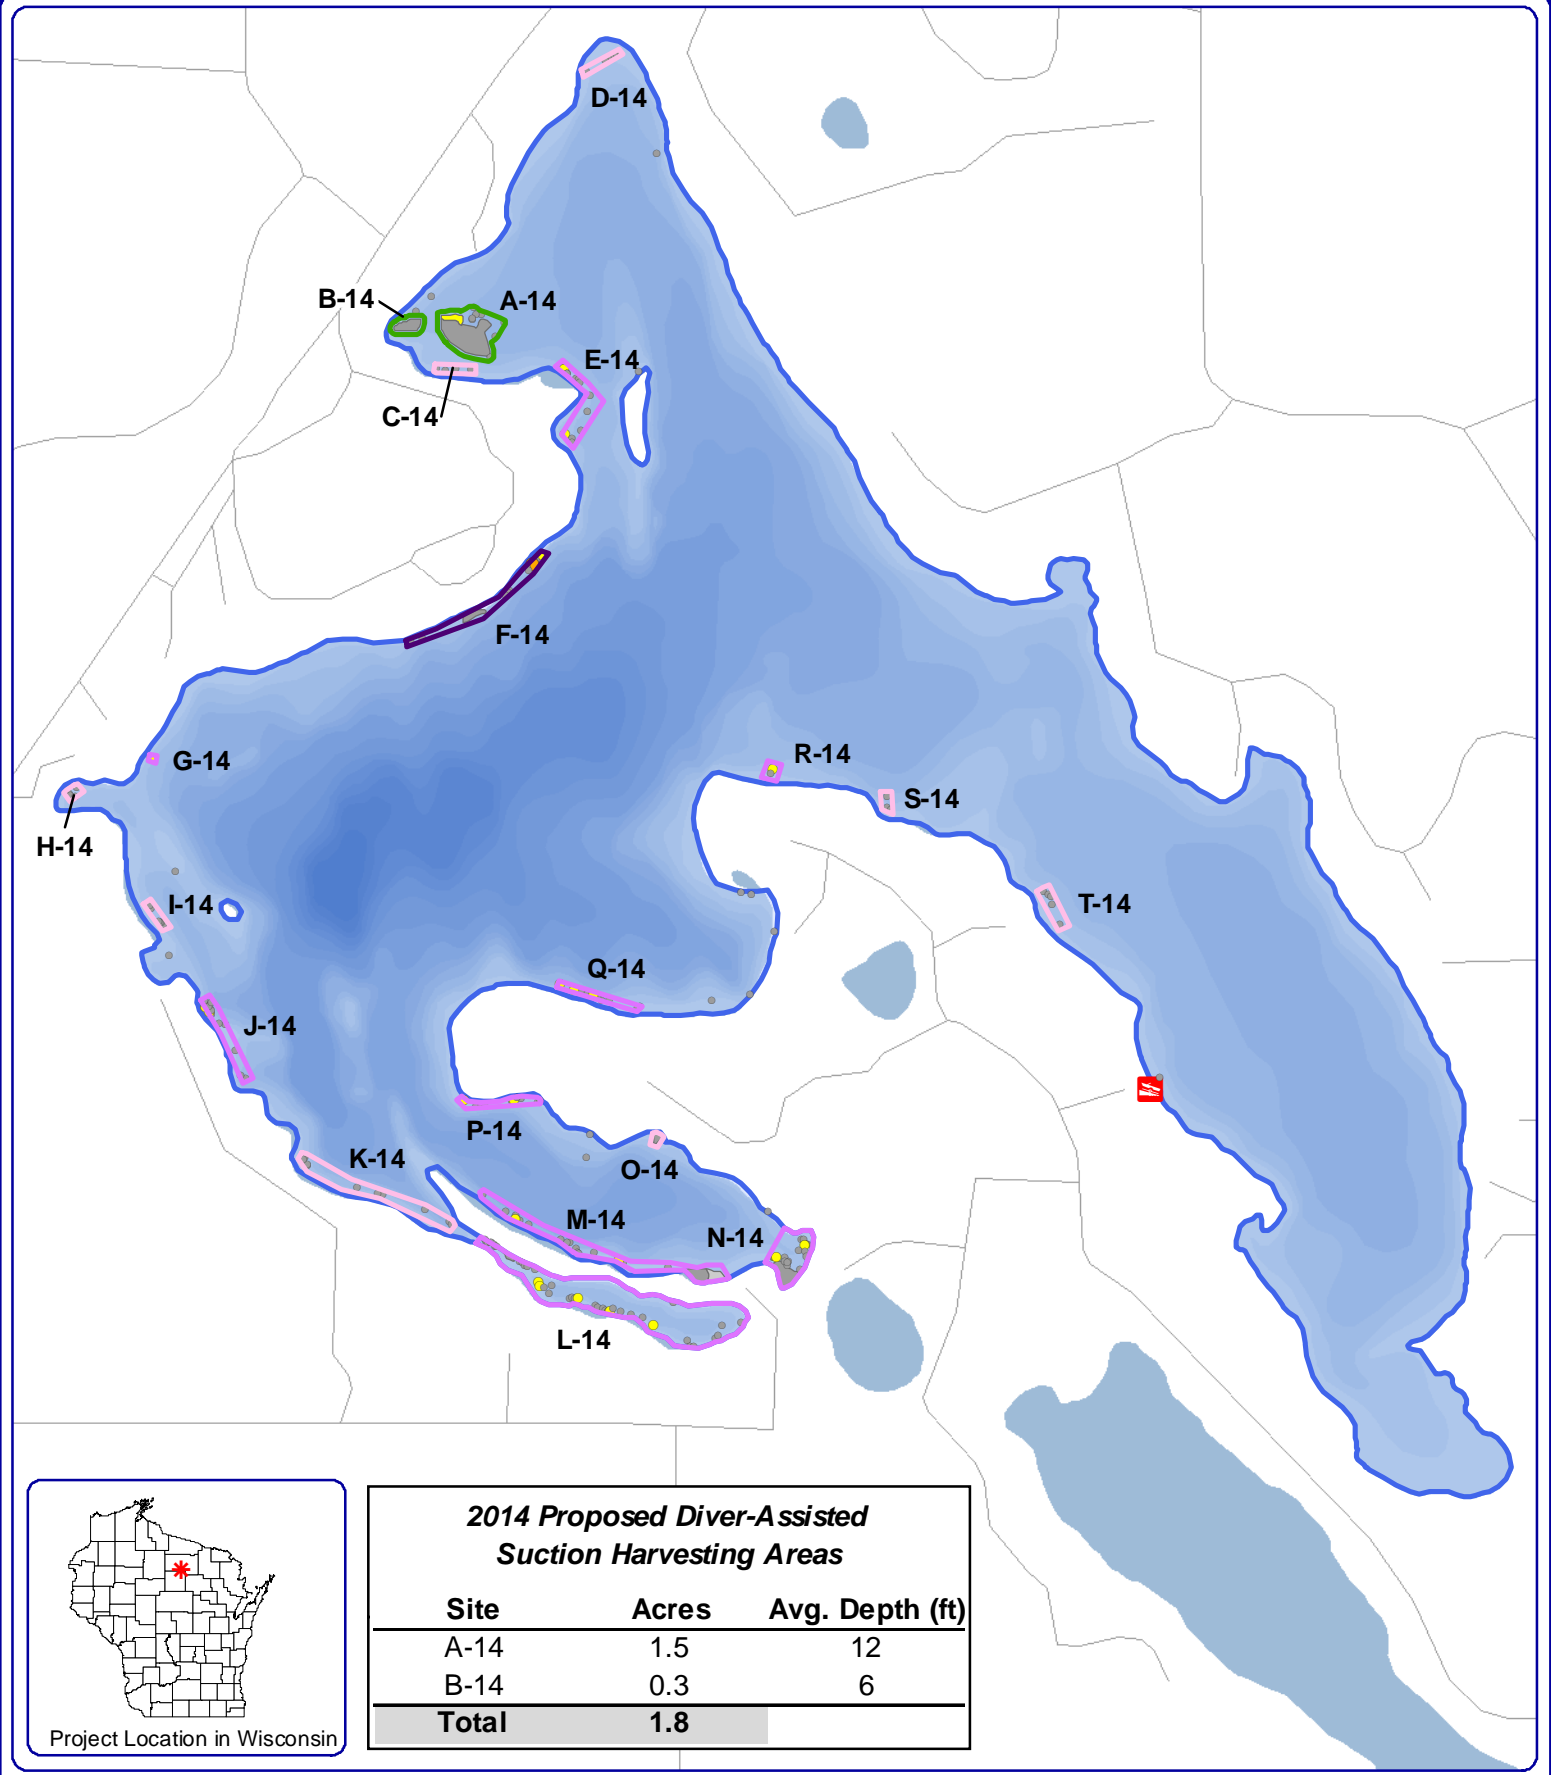 D-14
B-14
A-14
E-14
C-14
F-14
R-14
G-14
S-14
H-14
I-14
T-14
Q-14
J-14
P-14
K-14
O-14
M-14
N-14
L-14
Project Location in Wisconsin
2014 Proposed Diver-Assisted
Suction Harvesting Areas
Site Acres Avg. Depth (ft)
A-14 1.5 12
B-14 0.3 6
Total 1.8